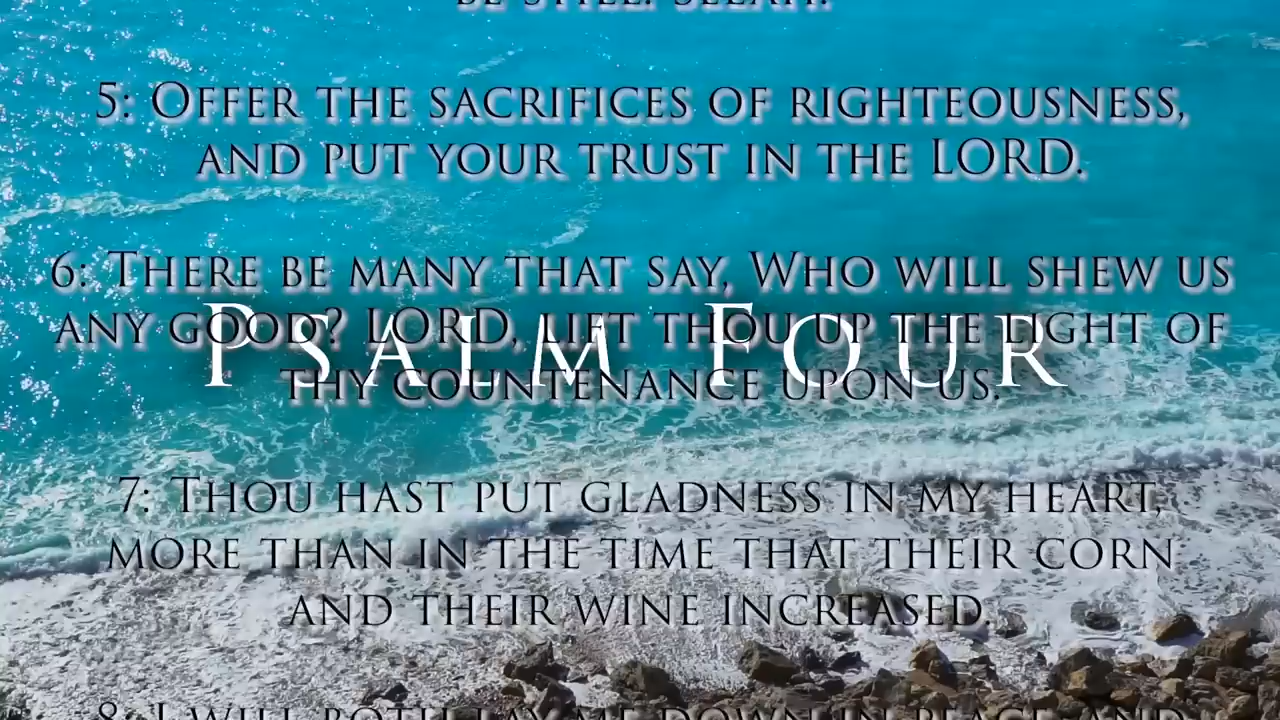 BE STILL. SELAH.
5: OFFER THE SACRIFICES OF RIGHTEOUSNESS,
AND PUT YOUR TRUST IN THE LORD.
6: THERE BE MANY THAT SAY, WHO WILL SHEW US
ANY GOOD? LORD, LIFT THOU UP THE LIGHT OF
THY COUNTENANCE UPON US.
PSALM FOUR
7: THOU HAST PUT GLADNESS IN MY HEART,
MORE THAN IN THE TIME THAT THEIR CORN
AND THEIR WINE INCREASED.
8: I WILL BOTH LAY ME DOWN IN PEACE AND